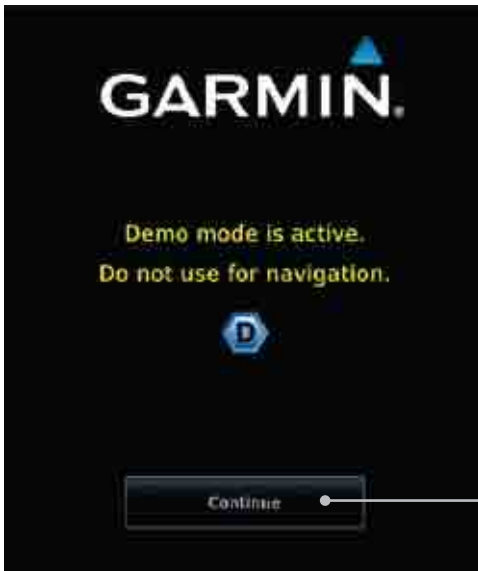 GARMIN.
Demo mode is active.
Do not use for navigation.
D
Continue